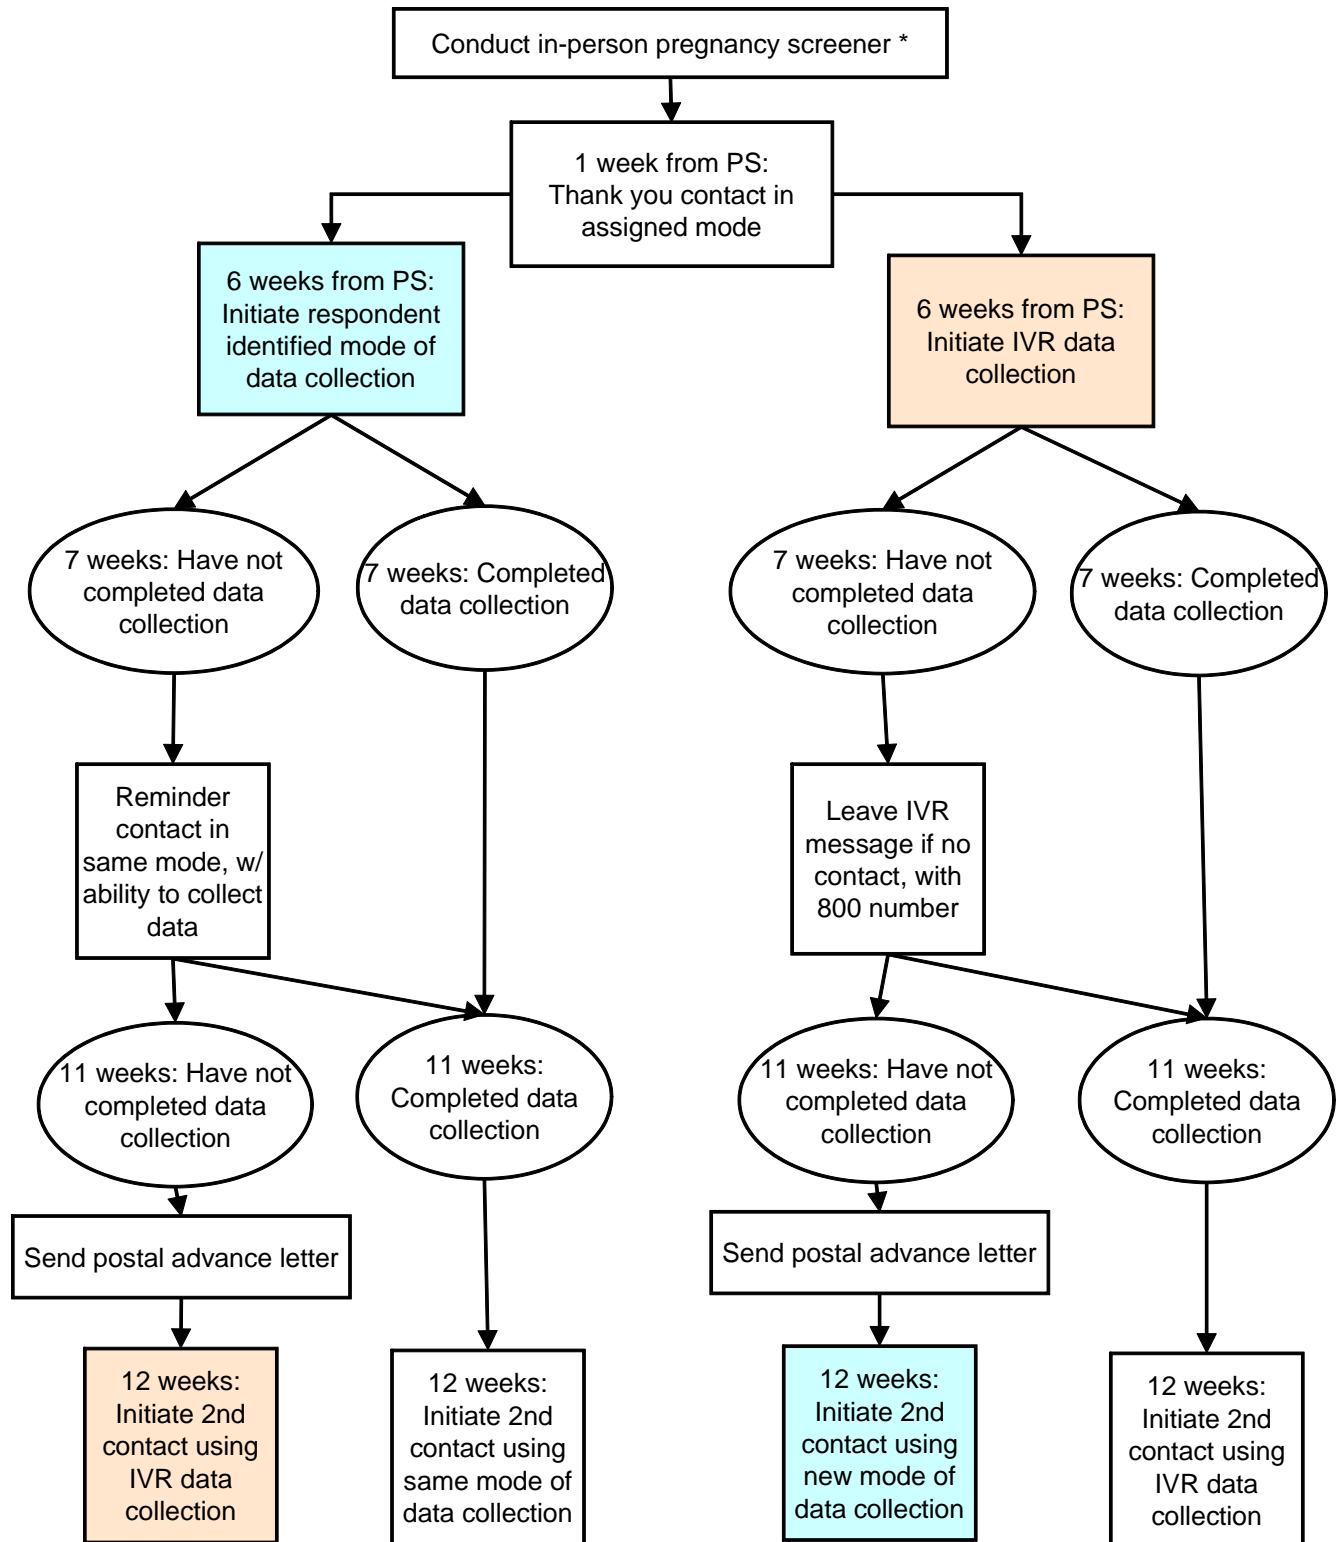 Conduct in-person pregnancy screener *
1 week from PS:
Thank you contact in
assigned mode
6 weeks from PS:
Initiate respondent
identified mode of
data collection
6 weeks from PS:
Initiate IVR data
collection
7 weeks: Have not
completed data
collection
7 weeks: Completed
data collection
7 weeks: Have not
completed data
collection
7 weeks: Completed
data collection
Reminder
contact in
same mode, w/
ability to collect
data
Leave IVR
message if no
contact, with
800 number
11 weeks: Have not
completed data
collection
11 weeks:
Completed data
collection
11 weeks: Have not
completed data
collection
11 weeks:
Completed data
collection
Send postal advance letter
Send postal advance letter
12 weeks:
Initiate 2nd
contact using
IVR data
collection
12 weeks:
Initiate 2nd
contact using
same mode of
data collection
12 weeks:
Initiate 2nd
contact using
new mode of
data collection
12 weeks:
Initiate 2nd
contact using
IVR data
collection